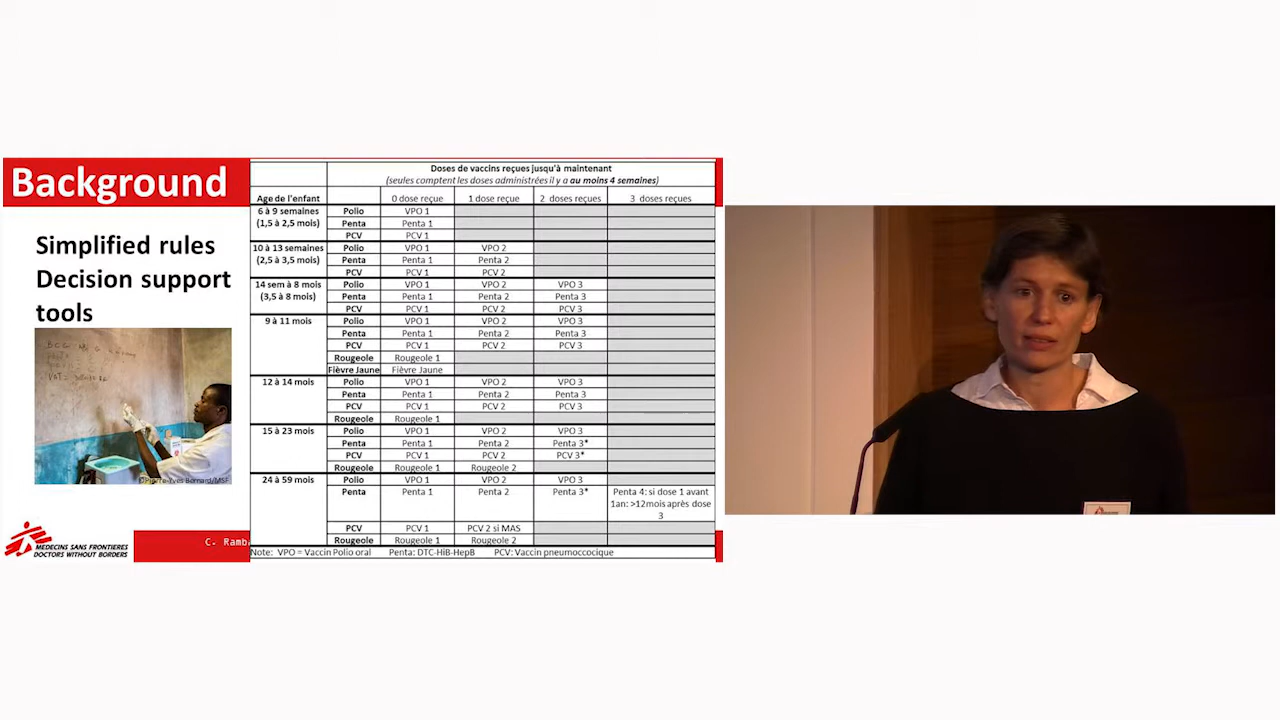 Background
Simplified rules
Decision support
tools
©Pierre-Yves Bernard/MSF
MEDECINS SANS FRONTIERES
DOCTORS WITHOUT BORDERS
C. Ramba
Doses de vaccins reçues jusqu'à maintenant
(seules comptent les doses administrées il y a au moins 4 semaines)
Age de l'enfant 0 dose reçue 1 dose reçue 2 doses reçues 3 doses reçues
6 à 9 semaines Polio VPO 1
(1,5 à 2,5 mois) Penta Penta 1
PCV PCV 1
10 à 13 semaines Polio VPO 1 VPO 2
(2,5 à 3,5 mois) Penta Penta 1 Penta 2
PCV PCV 1 PCV 2
14 sem à 8 mois Polio VPO 1 VPO 2 VPO 3
(3,5 à 8 mois) Penta Penta 1 Penta 2 Penta 3
PCV PCV 1 PCV 2 PCV 3
9 à 11 mois Polio VPO 1 VPO 2 VPO 3
Penta Penta 1 Penta 2 Penta 3
PCV PCV 1 PCV 2 PCV 3
Rougeole Rougeole 1
Fièvre Jaune Fièvre Jaune
12 à 14 mois Polio VPO 1 VPO 2 VPO 3
Penta Penta 1 Penta 2 Penta 3
PCV PCV 1 PCV 2 PCV 3
Rougeole Rougeole 1
15 à 23 mois Polio VPO 1 VPO 2 VPO 3
Penta Penta 1 Penta 2 Penta 3*
PCV PCV 1 PCV 2 PCV 3*
Rougeole Rougeole 1 Rougeole 2
24 à 59 mois Polio VPO 1 VPO 2 VPO 3
Penta Penta 1 Penta 2 Penta 3* Penta 4: si dose 1 avant
1an: >12mois après dose
3
PCV PCV 1 PCV 2 si MAS
Rougeole Rougeole 1 Rougeole 2
Note: VPO = Vaccin Polio oral Penta: DTC-HiB-HepB PCV: Vaccin pneumoccocique